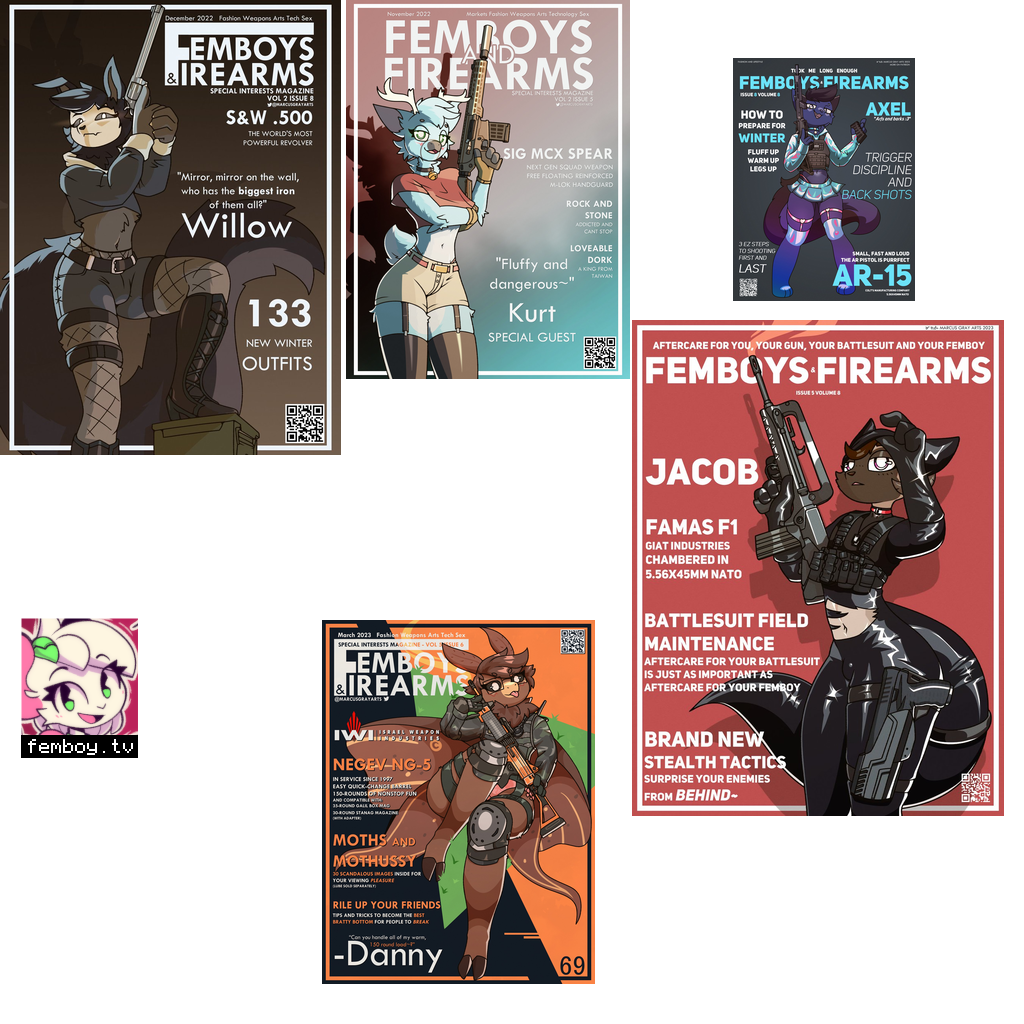 December 2022 Fashion Weapons Arts Tech Sex
FEMBOYS
&IREARMS
SPECIAL INTERESTS MAGAZINE
VOL 2 ISSUE 8
@MARCUSGRAYARTS
S&W .500
THE WORLD'S MOST
POWERFUL REVOLVER
"Mirror, mirror on the wall,
who has the biggest iron
of them all?"
Willow
133
NEW WINTER
OUTFITS
November 2022 Markets Fashion Weapons Arts Technology Sex
FEMBOYS
AND
FIREARMS
SPECIAL INTERESTS MAGAZINE
VOL 2 ISSUE 5
@MARCUSGRAYARTS
SIG MCX SPEAR
NEXT GEN SQUAD WEAPON
FREE FLOATING REINFORCED
M-LOK HANDGUARD
ROCK AND
STONE
ADDICTED AND
CANT STOP
LOVEABLE
DORK
A KING FROM
TAIWAN
"Fluffy and
dangerous~"
Kurt
SPECIAL GUEST
TOOK ME LONG ENOUGH
FEMBOYS&FIREARMS
ISSUE 5 VOLUME 8
HOW TO
PREPARE FOR
WINTER
FLUFF UP
WARM UP
LEGS UP
AXEL
"Acts and barks ;3"
TRIGGER
DISCIPLINE
AND
BACK SHOTS
3 EZ STEPS
TO SHOOTING
FIRST AND
LAST
SMALL, FAST AND LOUD
THE AR PISTOL IS PURRFECT
AR-15
COLT'S MANUFACTURING COMPANY
5.56X45MM NATO
MARCUS GRAY ARTS 2023
AFTERCARE FOR YOU, YOUR GUN, YOUR BATTLESUIT AND YOUR FEMBOY
FEMBOYS&FIREARMS
ISSUE 5 VOLUME 8
JACOB
FAMAS F1
GIAT INDUSTRIES
CHAMBERED IN
5.56X45MM NATO
BATTLESUIT FIELD
MAINTENANCE
AFTERCARE FOR YOUR BATTLESUIT
IS JUST AS IMPORTANT AS
AFTERCARE FOR YOUR FEMBOY
BRAND NEW
STEALTH TACTICS
SURPRISE YOUR ENEMIES
FROM BEHIND~
femboy.tv
March 2023 Fashion Weapons Arts Tech Sex
SPECIAL INTERESTS MAGAZINE - VOL 2 ISSUE 6
FEMBOYS
&IREARMS
@MARCUSGRAYARTS
IWI ISRAEL WEAPON
INDUSTRIES
NEGEV NG-5
IN SERVICE SINCE 1997
EASY QUICK-CHANGE BARREL
150-ROUNDS OF NONSTOP FUN
AND COMPATIBLE WITH
35-ROUND GALIL BOX-MAG
30-ROUND STANAG MAGAZINE
(WITH ADAPTER)
MOTHS AND
MOTHUSSY
30 SCANDALOUS IMAGES INSIDE FOR
YOUR VIEWING PLEASURE
(LUBE SOLD SEPARATELY)
RILE UP YOUR FRIENDS
TIPS AND TRICKS TO BECOME THE BEST
BRATTY BOTTOM FOR PEOPLE TO BREAK
"Can you handle all of my warm,
150 round load~?"
-Danny
69